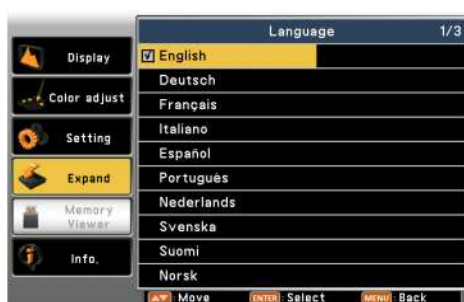 Language 1/3
Display
Color adjust
Setting
Expand
Memory
Viewer
Info.
English
Deutsch
Français
Italiano
Español
Português
Nederlands
Svenska
Suomi
Norsk
▲▼ :Move ENTER :Select MENU :Back